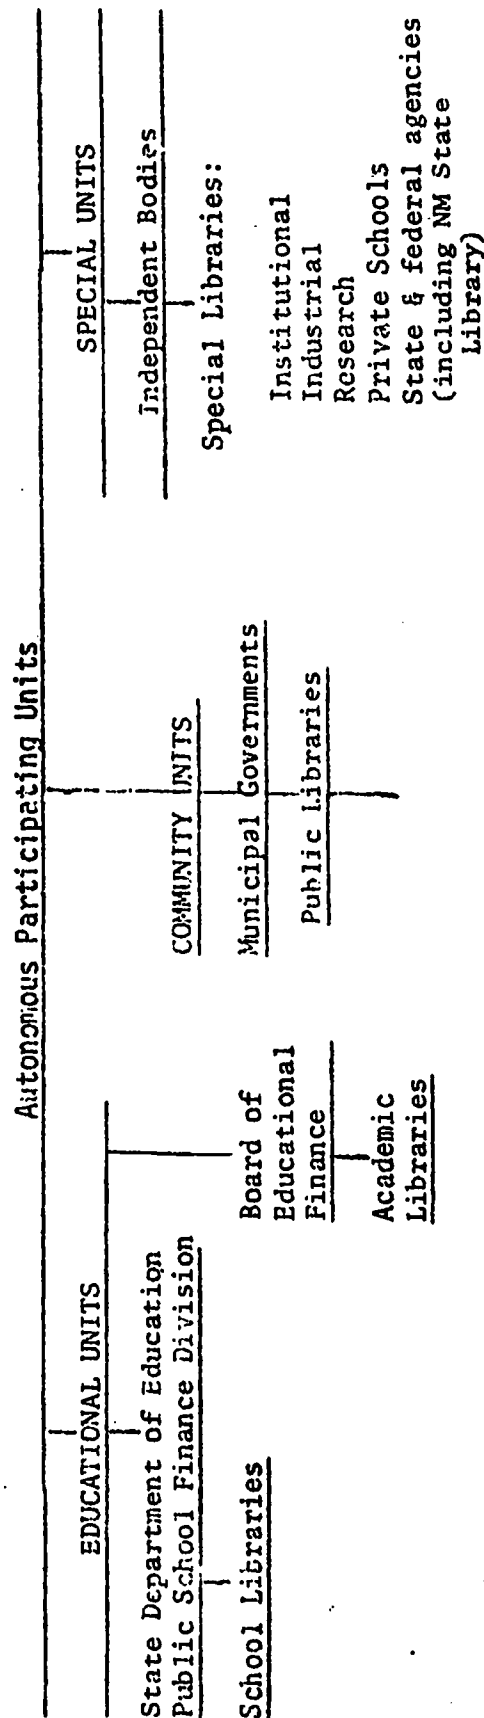 Autonomous Participating Units
EDUCATIONAL UNITS
State Department of Education
Public School Finance Division
School Libraries
Board of
Educational
Finance
Academic
Libraries
COMMUNITY UNITS
Municipal Governments
Public Libraries
SPECIAL UNITS
Independent Bodies
Special Libraries:
Institutional
Industrial
Research
Private Schools
State & federal agencies
(including NM State
Library)